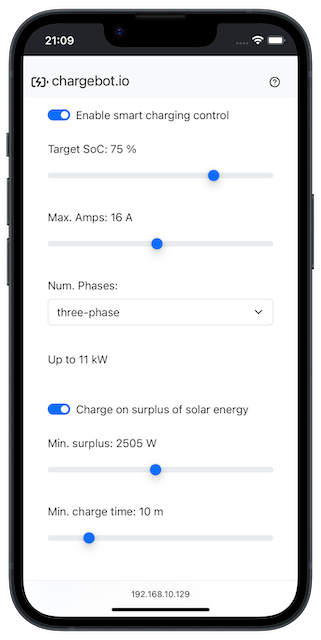 21:09
chargebot.io
Enable smart charging control
Target SoC: 75 %
Max. Amps: 16 A
Num. Phases:
three-phase
Up to 11 kW
Charge on surplus of solar energy
Min. surplus: 2505 W
Min. charge time: 10 m
192.168.10.129